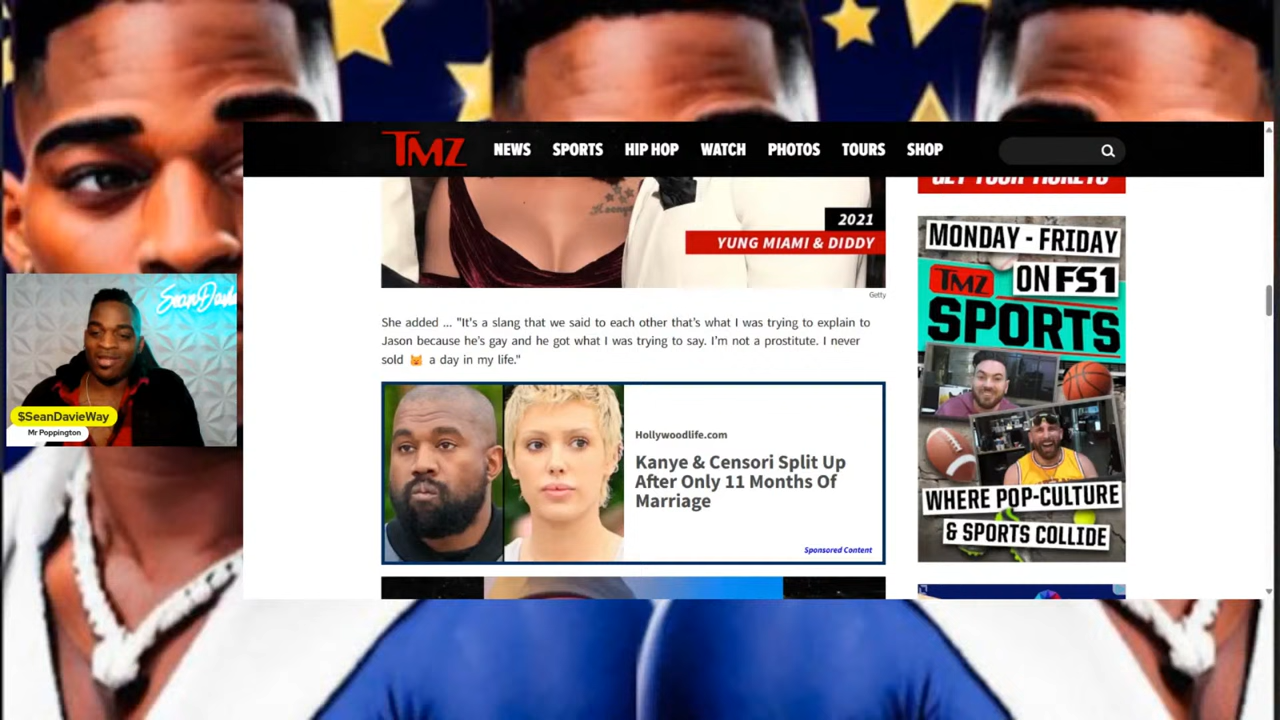 TMZ NEWS SPORTS HIP HOP WATCH PHOTOS TOURS SHOP
GET YOUR TICKETS
2021
YUNG MIAMI & DIDDY
Getty
She added ... "It's a slang that we said to each other that's what I was trying to explain to
Jason because he's gay and he got what I was trying to say. I'm not a prostitute. I never
sold 🐱 a day in my life."
Hollywoodlife.com
Kanye & Censori Split Up
After Only 11 Months Of
Marriage
Sponsored Content
MONDAY - FRIDAY
TMZ ON FS1
SPORTS
WHERE POP-CULTURE
& SPORTS COLLIDE
$SeanDavieWay
Mr Poppington